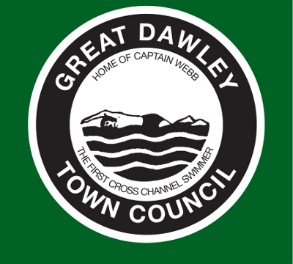 GREAT DAWLEY
HOME OF CAPTAIN WEBB
THE FIRST CROSS CHANNEL SWIMMER
TOWN COUNCIL